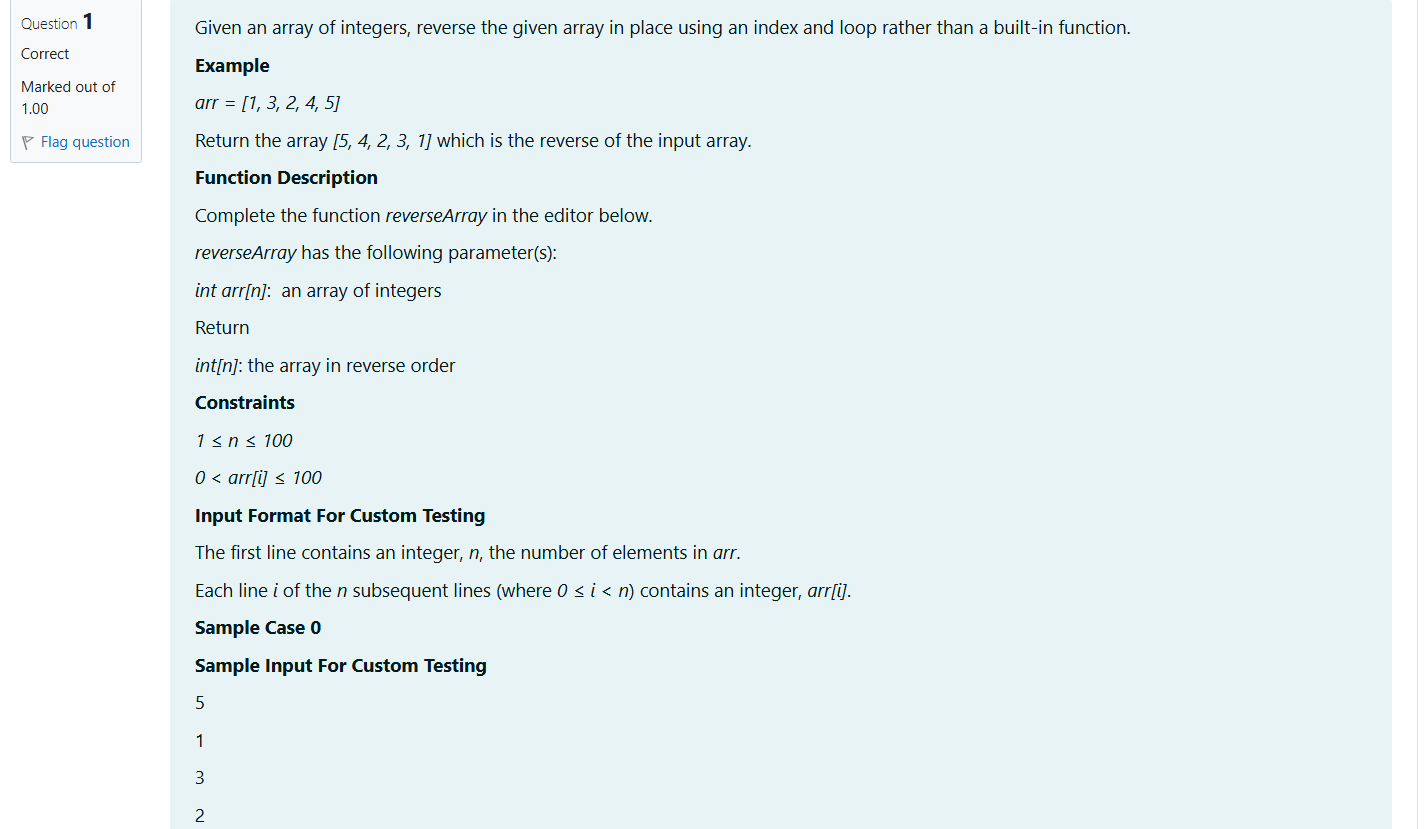 Question 1
Correct
Marked out of
1.00
Flag question
Given an array of integers, reverse the given array in place using an index and loop rather than a built-in function.
Example
arr = [1, 3, 2, 4, 5]
Return the array [5, 4, 2, 3, 1] which is the reverse of the input array.
Function Description
Complete the function reverseArray in the editor below.
reverseArray has the following parameter(s):
int arr[n]:  an array of integers
Return
int[n]: the array in reverse order
Constraints
1 ≤ n ≤ 100
0 < arr[i] ≤ 100
Input Format For Custom Testing
The first line contains an integer, n, the number of elements in arr.
Each line i of the n subsequent lines (where 0 ≤ i < n) contains an integer, arr[i].
Sample Case 0
Sample Input For Custom Testing
5
1
3
2